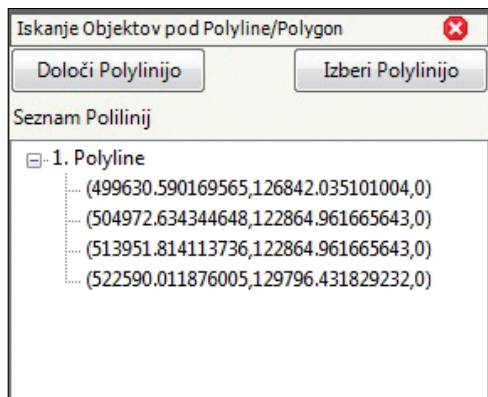 Iskanje Objektov pod Polyline/Polygon
Določi Polylinijo Izberi Polylinijo
Seznam Polilinij
1. Polyline
(499630.590169565,126842.035101004,0)
(504972.634344648,122864.961665643,0)
(513951.814113736,122864.961665643,0)
(522590.011876005,129796.431829232,0)